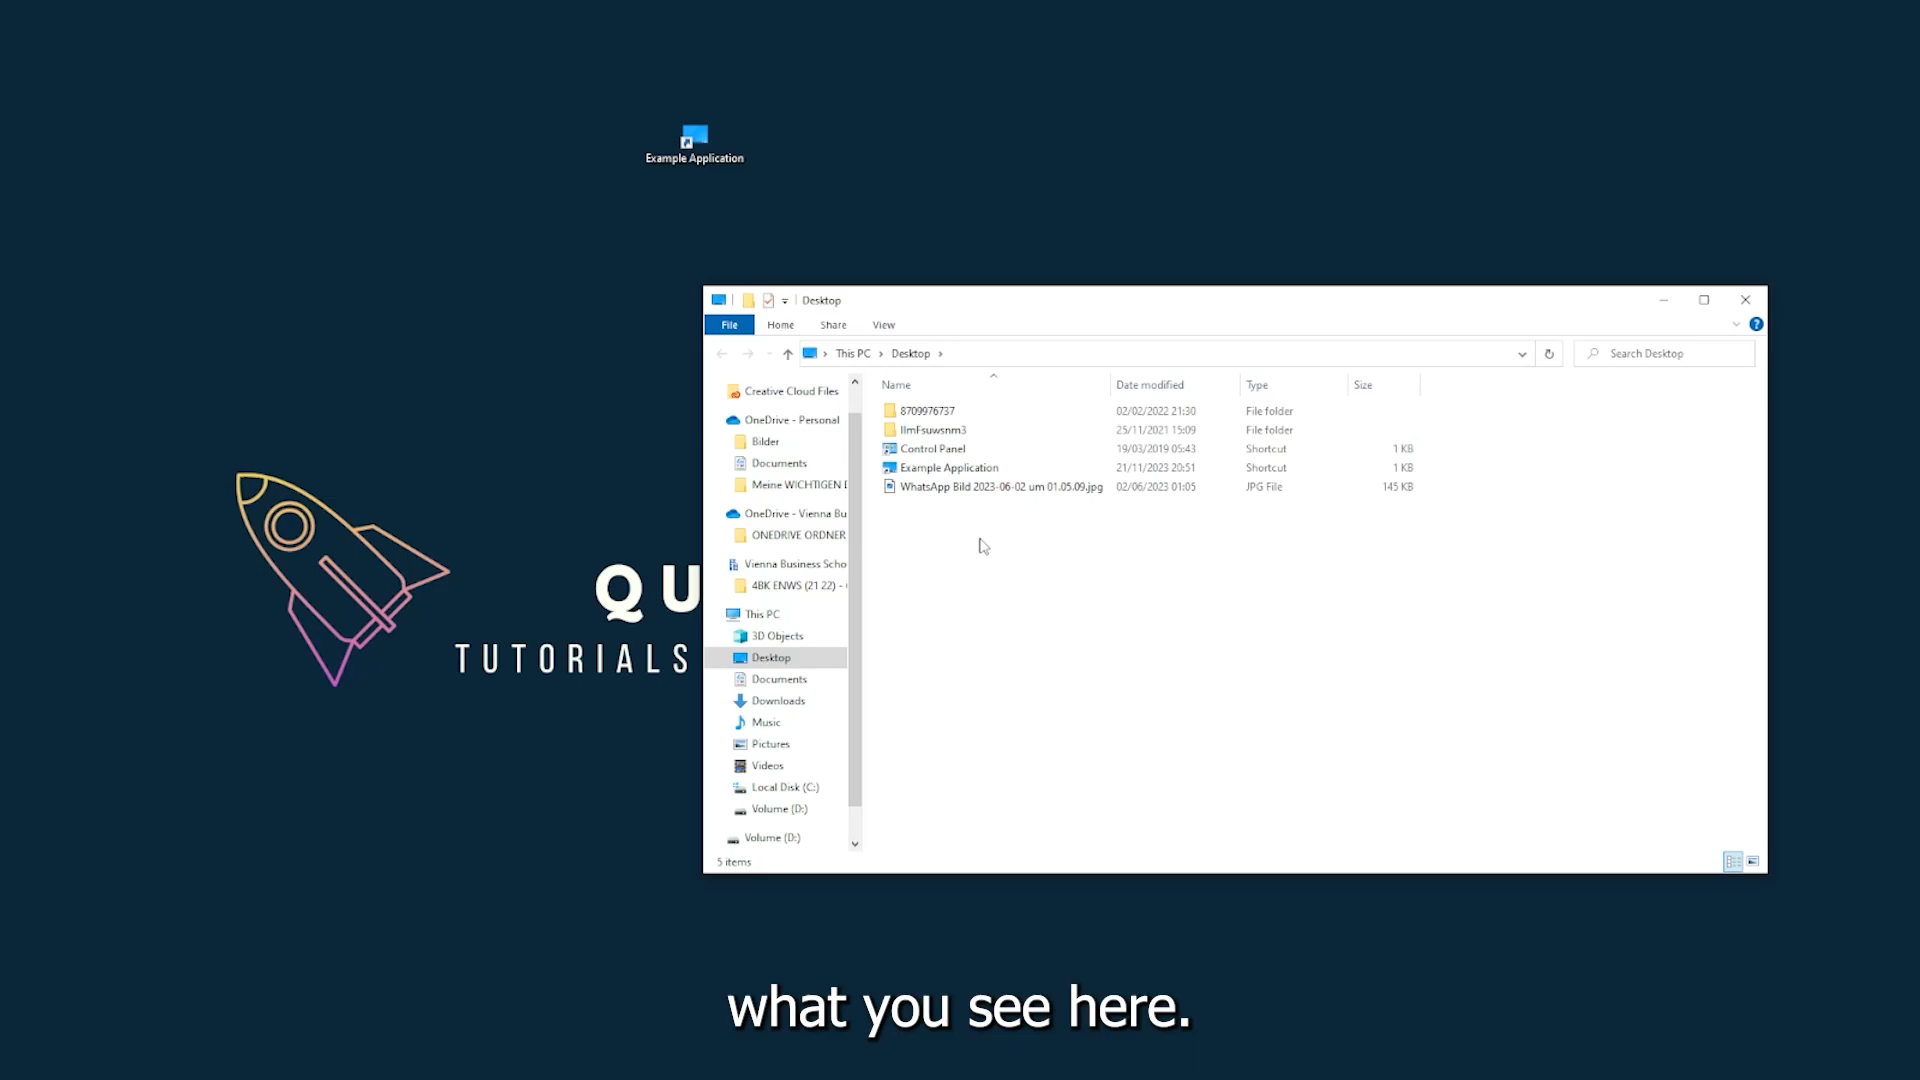 Example Application
QU
TUTORIALS
Desktop
File Home Share View
This PC Desktop
Search Desktop
Creative Cloud Files
OneDrive - Personal
Bilder
Documents
Meine WICHTIGEN D
OneDrive - Vienna Bu
ONEDRIVE ORDNER
Vienna Business Scho
4BK ENWS (21 22) -
This PC
3D Objects
Desktop
Documents
Downloads
Music
Pictures
Videos
Local Disk (C:)
Volume (D:)
Volume (D:)
Name Date modified Type Size
8709976737 02/02/2022 21:30 File folder
25/11/2021 15:09 File folder
Control Panel 19/03/2019 05:43 Shortcut 1 KB
Example Application 21/11/2023 20:51 Shortcut 1 KB
WhatsApp Bild 2023-06-02 um 01.05.09.jpg 02/06/2023 01:05 JPG File 145 KB
5 items
what you see here.